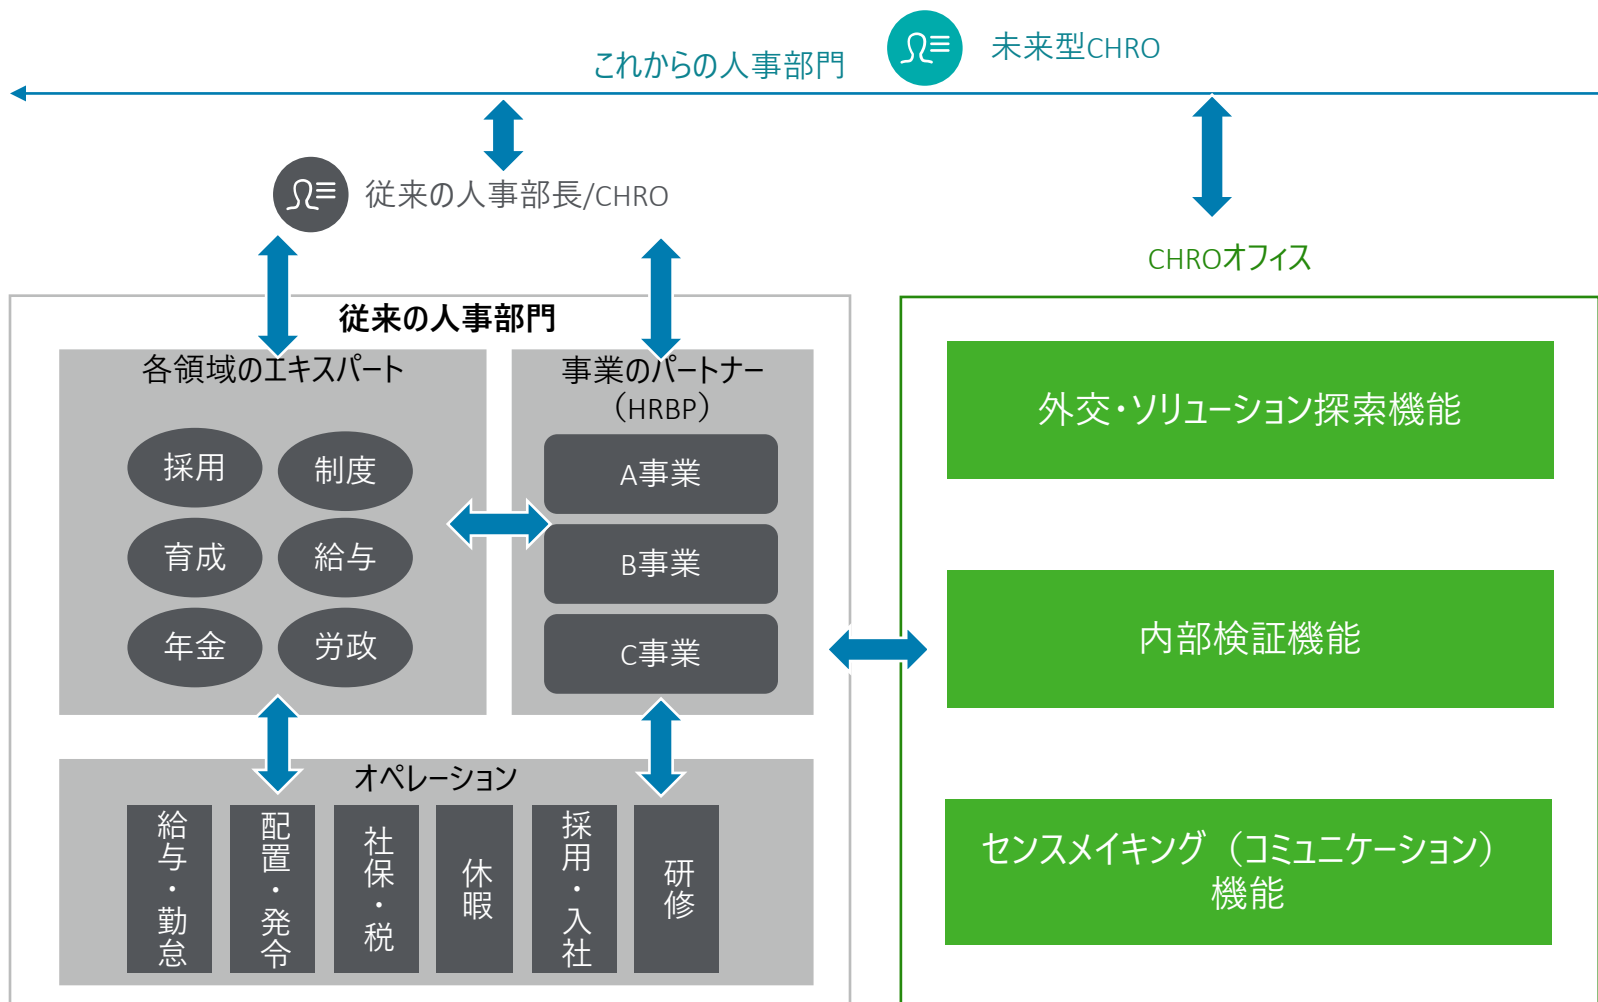 未来型CHRO
これからの人事部門
従来の人事部長/CHRO
CHROオフィス
従来の人事部門
各領域のエキスパート
採用
制度
育成
給与
年金
労政
事業のパートナー
（HRBP）
A事業
B事業
C事業
オペレーション
給与・勤怠
配置・発令
社保・税
休暇
採用・入社
研修
外交・ソリューション探索機能
内部検証機能
センスメイキング（コミュニケーション）
機能